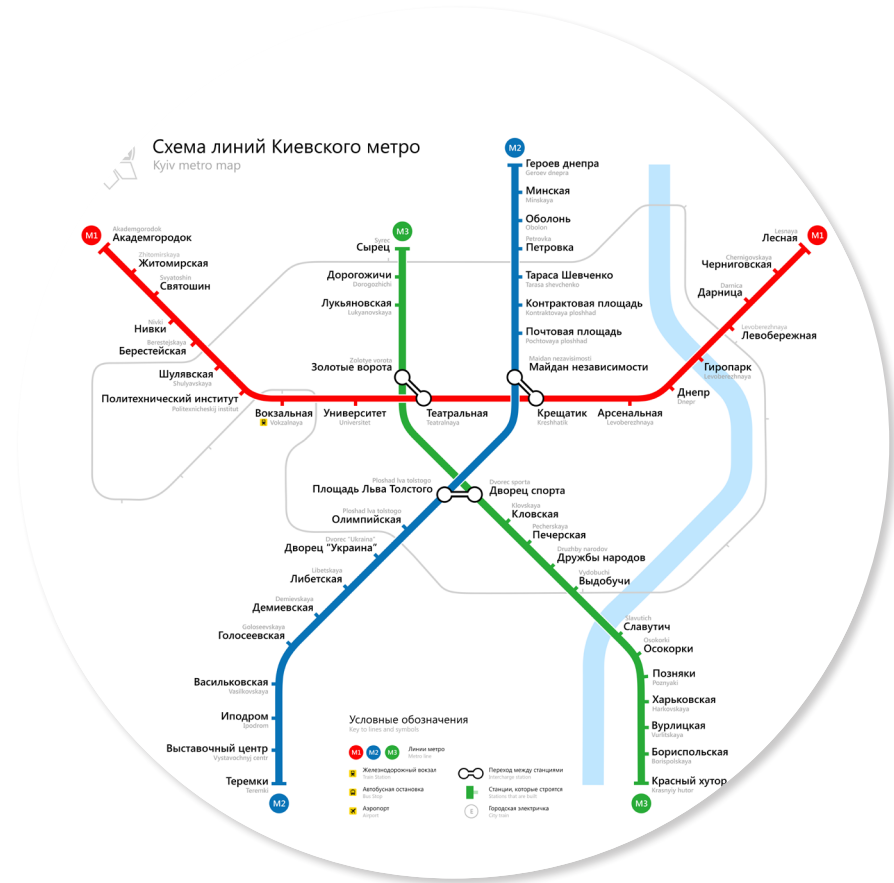 Схема линий Киевского метро
Kyiv metro map
M2
Героев днепра
Geroev dnepra
Минская
Minskaya
Оболонь
Obolon
Petrovka
Петровка
Тараса Шевченко
Tarasa shevchenko
Контрактовая площадь
Kontraktovaya ploshhad
Почтовая площадь
Pochtovaya ploshhad
Maidan nezavisimosti
Майдан независимости
M1
Akademgorodok
Академгородок
Zhitomirskaya
Житомирская
Svyatoshin
Святошин
Nivki
Нивки
Berestejskaya
Берестейская
Шулявская
Shulyavskaya
Политехнический институт
Politexnicheskij institut
Вокзальная
Vokzalnaya
Университет
Universitet
Театральная
Teatralnaya
Крещатик
Kreshhatik
Арсенальная
Levoberezhnaya
Днепр
Dnepr
Гиропарк
Levoberezhnaya
Levoberezhnaya
Левобережная
Darnica
Дарница
Chernigovskaya
Черниговская
Lesnaya
Лесная
M1
M3
Syrec
Сырец
Дорогожичи
Dorogozhichi
Лукьяновская
Lukyanovskaya
Zolotye vorota
Золотые ворота
Ploshad lva tolstogo
Площадь Льва Толстого
Dvorec sporta
Дворец спорта
Ploshad lva tolstogo
Олимпийская
Dvorec "Ukraina"
Дворец "Украина"
Libetskaya
Либетская
Demievskaya
Демиевская
Goloseevskaya
Голосеевская
Васильковская
Vasilkovskaya
Иподром
Ipodrom
Выставочный центр
Vystavochnyj centr
Теремки
Teremki
M2
Klovskaya
Кловская
Pecherskaya
Печерская
Druzhby narodov
Дружбы народов
Vydobuchi
Выдобучи
Slavutich
Славутич
Osokorki
Осокорки
Позняки
Poznyaki
Харьковская
Harkovskaya
Вурлицкая
Vurlitskaya
Бориспольская
Borispolskaya
Красный хутор
Krasnyiy hutor
M3
Условные обозначения
Key to lines and symbols
M1 M2 M3 Линии метро
Metro line
Железнодорожный вокзал
Train Station
Автобусная остановка
Bus Stop
Аэропорт
Airport
Переход между станциями
Interchange station
Станции, которые строятся
Stations that are built
Городская электричка
City train